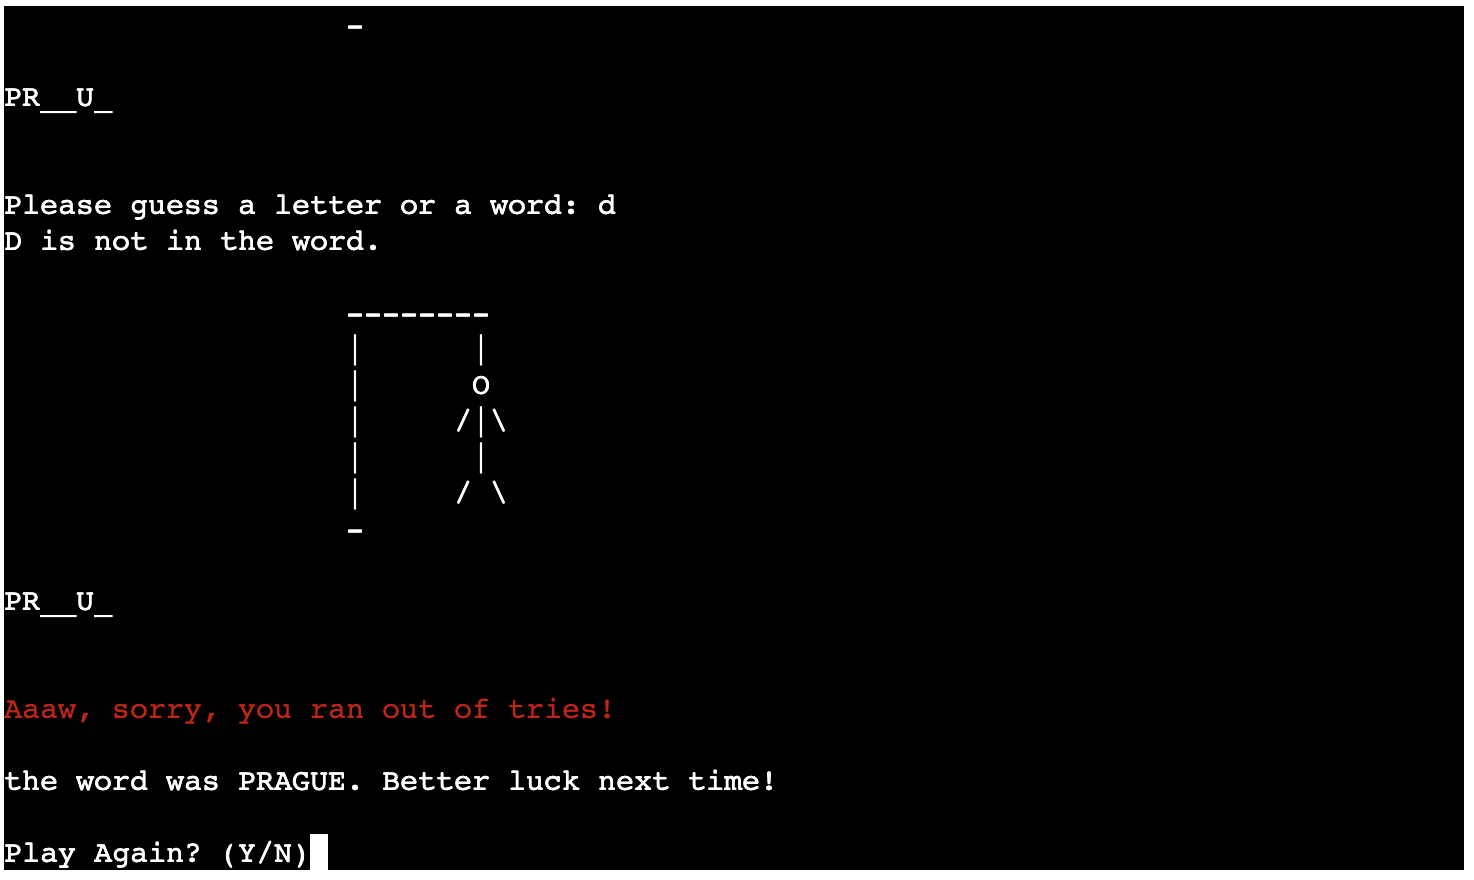 -
PR__U_
Please guess a letter or a word: d
D is not in the word.
--------
|      |
|      O
|     /|\
|      |
|     / \
-
PR__U_
Aaaw, sorry, you ran out of tries!
the word was PRAGUE. Better luck next time!
Play Again? (Y/N)